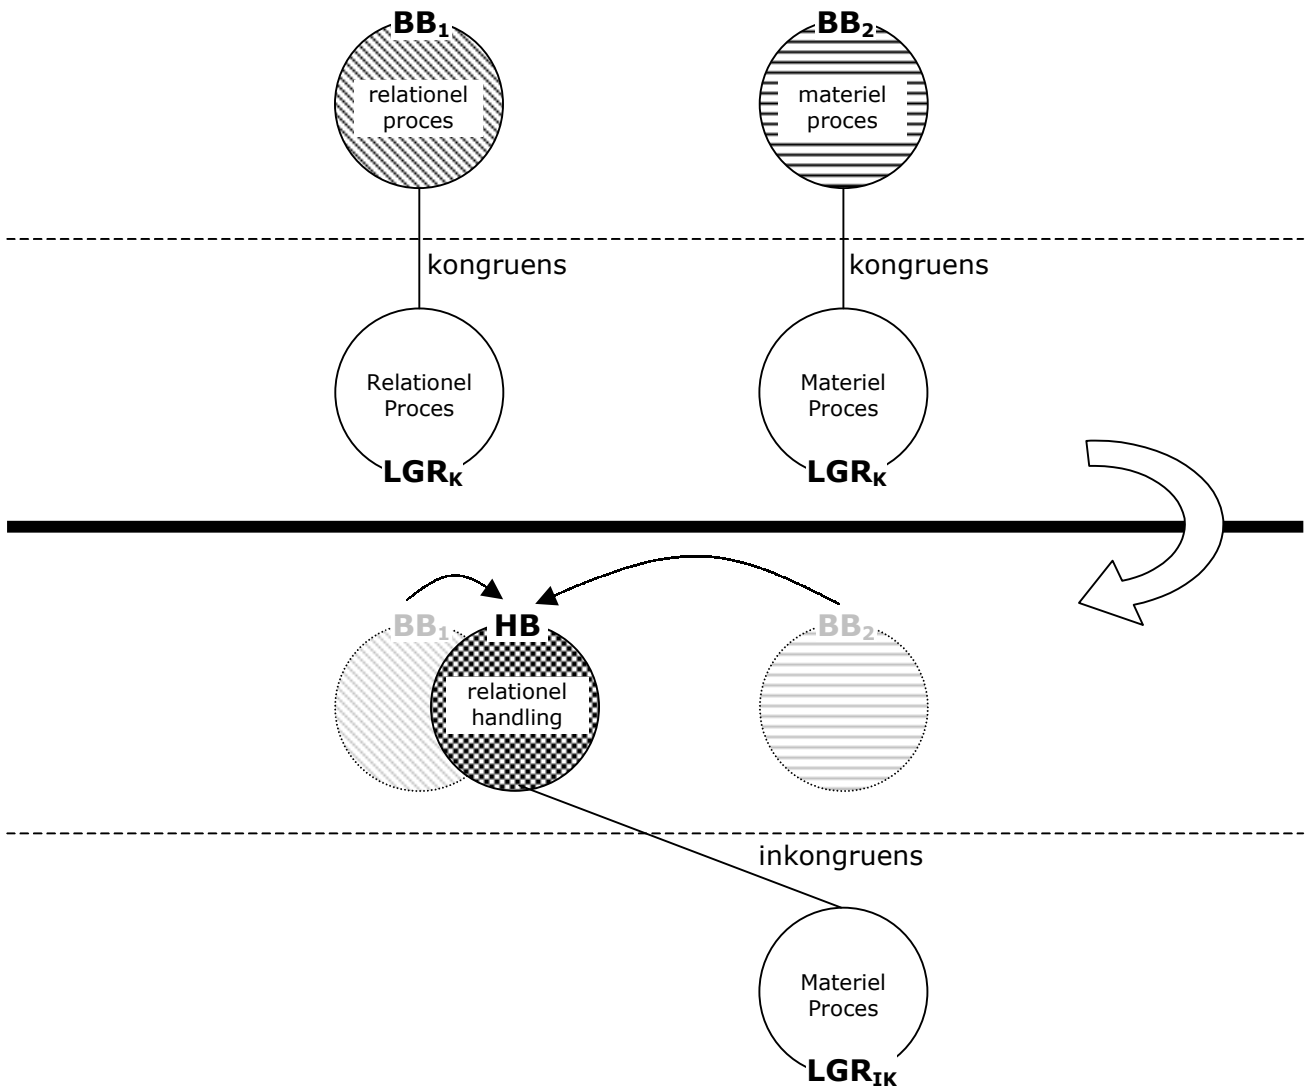 BB₁
BB₂
relationel
proces
materiel
proces
kongruens
kongruens
Relationel
Proces
Materiel
Proces
LGR_K
LGR_K
BB₁
HB
BB₂
relationel
handling
inkongruens
Materiel
Proces
LGR_IK